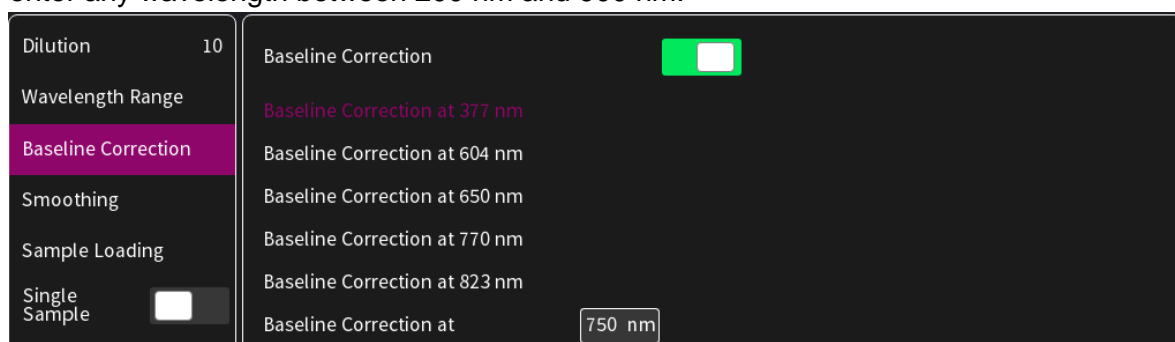 enter any wavelength between 200 nm and 900 nm.
Dilution 10
Wavelength Range
Baseline Correction
Smoothing
Sample Loading
Single
Sample
Baseline Correction
Baseline Correction at 377 nm
Baseline Correction at 604 nm
Baseline Correction at 650 nm
Baseline Correction at 770 nm
Baseline Correction at 823 nm
Baseline Correction at 750 nm